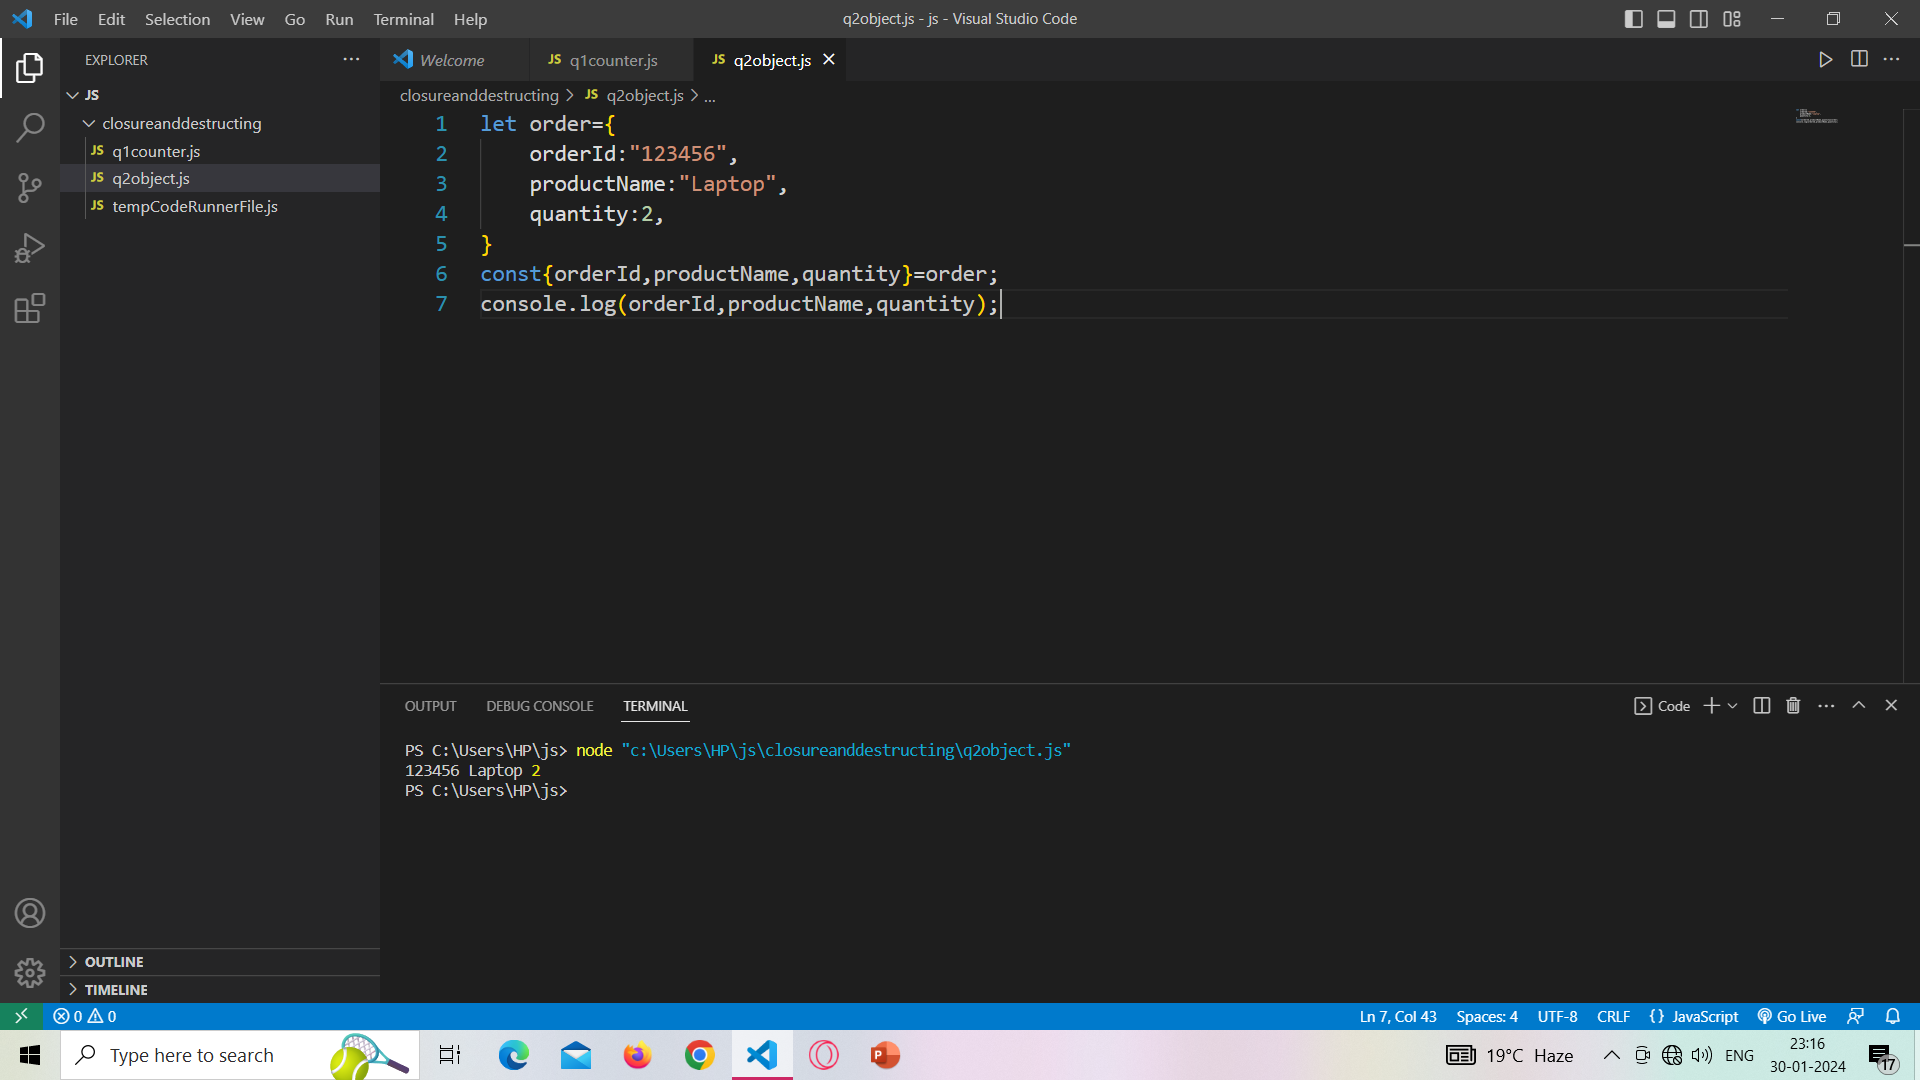 File Edit Selection View Go Run Terminal Help
q2object.js - js - Visual Studio Code
EXPLORER
JS
closureanddestructing
JS q1counter.js
JS q2object.js
JS tempCodeRunnerFile.js
OUTLINE
TIMELINE
Welcome
JS q1counter.js
JS q2object.js
closureanddestructing > JS q2object.js > ...
1 let order={
2 orderId:"123456",
3 productName:"Laptop",
4 quantity:2,
5 }
6 const{orderId,productName,quantity}=order;
7 console.log(orderId,productName,quantity);
OUTPUT DEBUG CONSOLE TERMINAL
Code
PS C:\Users\HP\js> node "c:\Users\HP\js\closureanddestructing\q2object.js"
123456 Laptop 2
PS C:\Users\HP\js>
0 0
Ln 7, Col 43 Spaces: 4 UTF-8 CRLF {} JavaScript Go Live
Type here to search
P
19°C Haze
ENG
23:16
30-01-2024
17